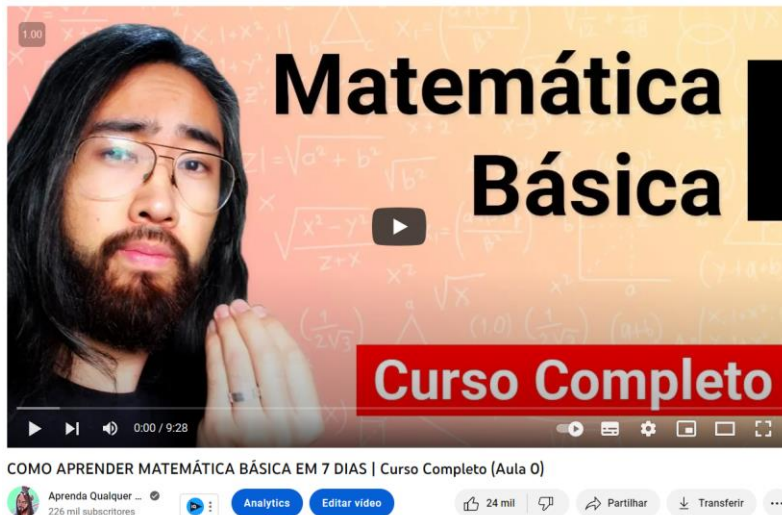 1.00
Matemática
Básica
Curso Completo
0:00 / 9:28
COMO APRENDER MATEMÁTICA BÁSICA EM 7 DIAS | Curso Completo (Aula 0)
Aprenda Qualquer ...
226 mil subscritores
Analytics
Editar vídeo
24 mil
Partilhar
Transferir